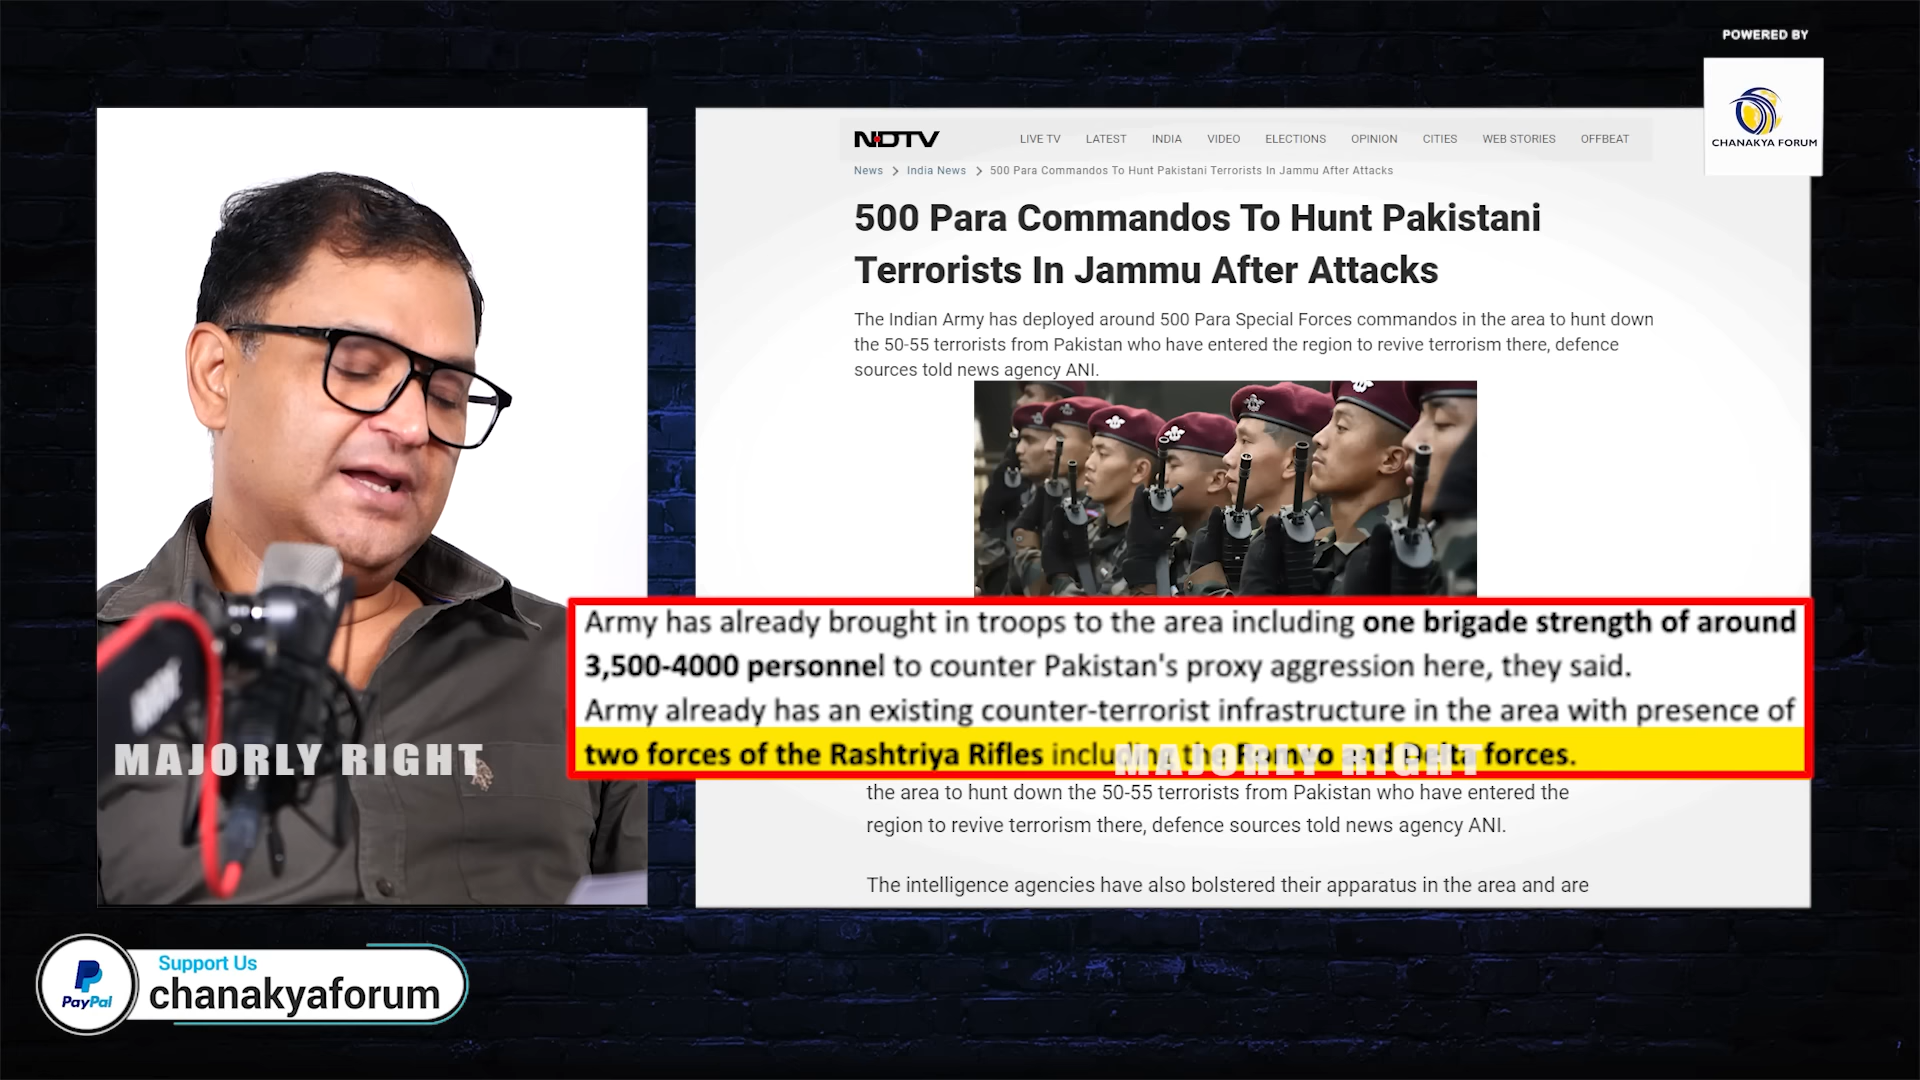 POWERED BY
CHANAKYA FORUM
NDTV
LIVE TV LATEST INDIA VIDEO ELECTIONS OPINION CITIES WEB STORIES OFFBEAT
News > India News > 500 Para Commandos To Hunt Pakistani Terrorists In Jammu After Attacks
500 Para Commandos To Hunt Pakistani
Terrorists In Jammu After Attacks
The Indian Army has deployed around 500 Para Special Forces commandos in the area to hunt down
the 50-55 terrorists from Pakistan who have entered the region to revive terrorism there, defence
sources told news agency ANI.
Army has already brought in troops to the area including one brigade strength of around
3,500-4000 personnel to counter Pakistan's proxy aggression here, they said.
Army already has an existing counter-terrorist infrastructure in the area with presence of
two forces of the Rashtriya Rifles including the Romeo and Delta forces.
MAJORLY RIGHT
MAJORLY RIGHT
the area to hunt down the 50-55 terrorists from Pakistan who have entered the
region to revive terrorism there, defence sources told news agency ANI.
The intelligence agencies have also bolstered their apparatus in the area and are
PayPal
Support Us
chanakyaforum